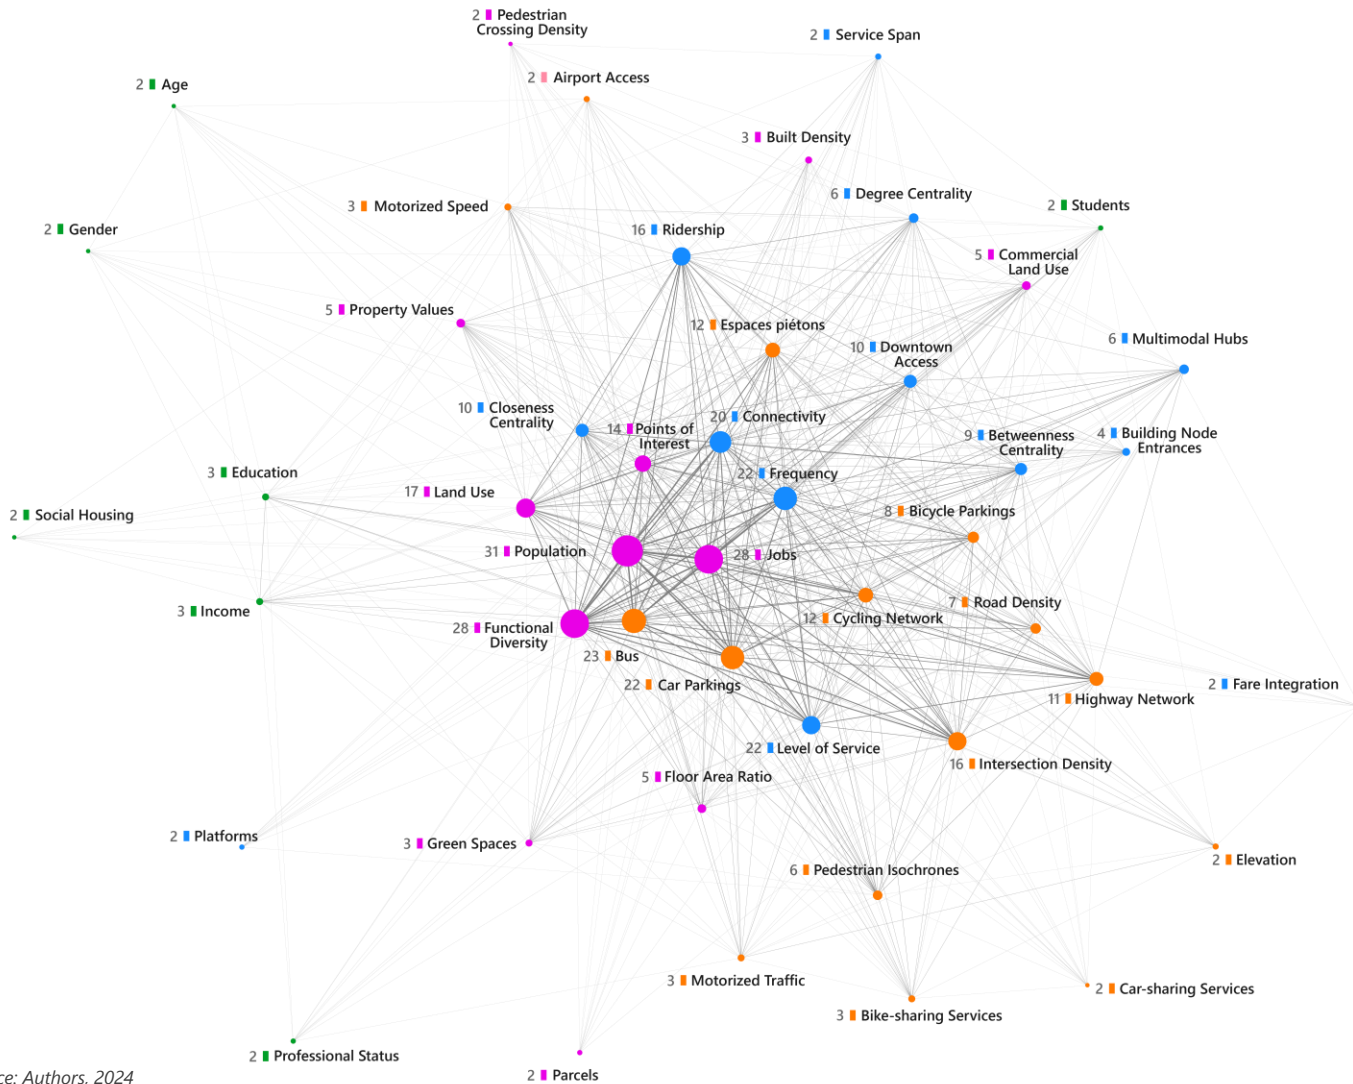 2 Pedestrian
Crossing Density
2 Service Span
2 Airport Access
2 Age
3 Built Density
6 Degree Centrality
3 Motorized Speed
2 Students
2 Gender
16 Ridership
5 Commercial
Land Use
5 Property Values
12 Espaces piétons
6 Multimodal Hubs
10 Downtown
Access
10 Closeness
Centrality
20 Connectivity
14 Points of
Interest
9 Betweenness
Centrality
4 Building Node
Entrances
3 Education
22 Frequency
17 Land Use
2 Social Housing
8 Bicycle Parkings
31 Population
28 Jobs
3 Income
7 Road Density
12 Cycling Network
28 Functional
Diversity
23 Bus
22 Car Parkings
2 Fare Integration
11 Highway Network
22 Level of Service
16 Intersection Density
5 Floor Area Ratio
2 Platforms
3 Green Spaces
2 Elevation
6 Pedestrian Isochrones
3 Motorized Traffic
2 Car-sharing Services
3 Bike-sharing Services
2 Professional Status
2 Parcels
ce: Authors, 2024